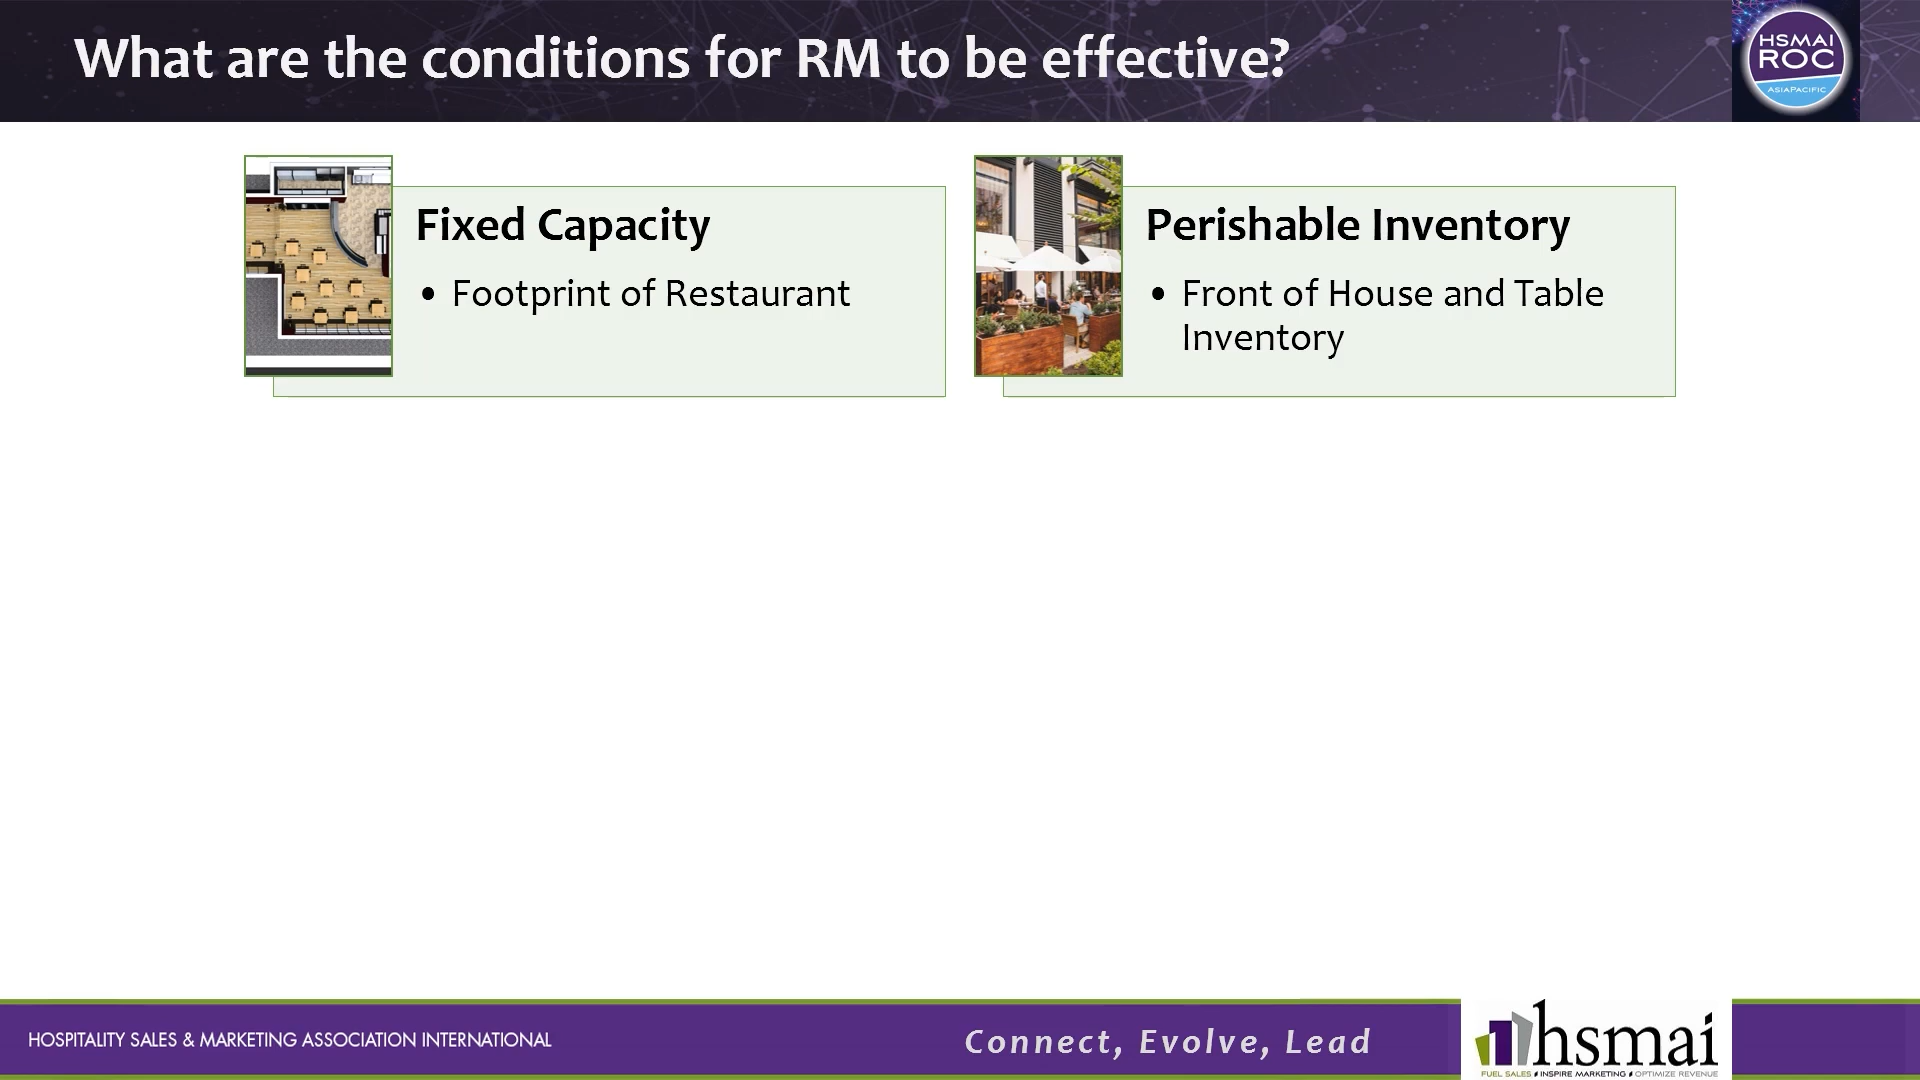 What are the conditions for RM to be effective?
HSMAI
ROC
ASIAPACIFIC
Fixed Capacity
• Footprint of Restaurant
Perishable Inventory
• Front of House and Table
Inventory
HOSPITALITY SALES & MARKETING ASSOCIATION INTERNATIONAL
Connect, Evolve, Lead
hsmai
FUEL SALES INSPIRE MARKETING OPTIMIZE REVENUE